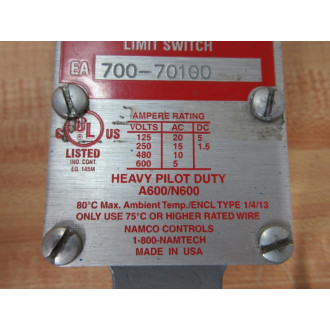 LIMIT SWITCH
EA 700-70100
AMPERE RATING
VOLTS AC DC
125 20 5
250 15 1.5
480 10
600 5
C UL US
LISTED
IND. CONT.
EQ. 145M
HEAVY PILOT DUTY
A600/N600
80°C Max. Ambient Temp./ENCL TYPE 1/4/13
ONLY USE 75°C OR HIGHER RATED WIRE
NAMCO CONTROLS
1-800-NAMTECH
MADE IN USA